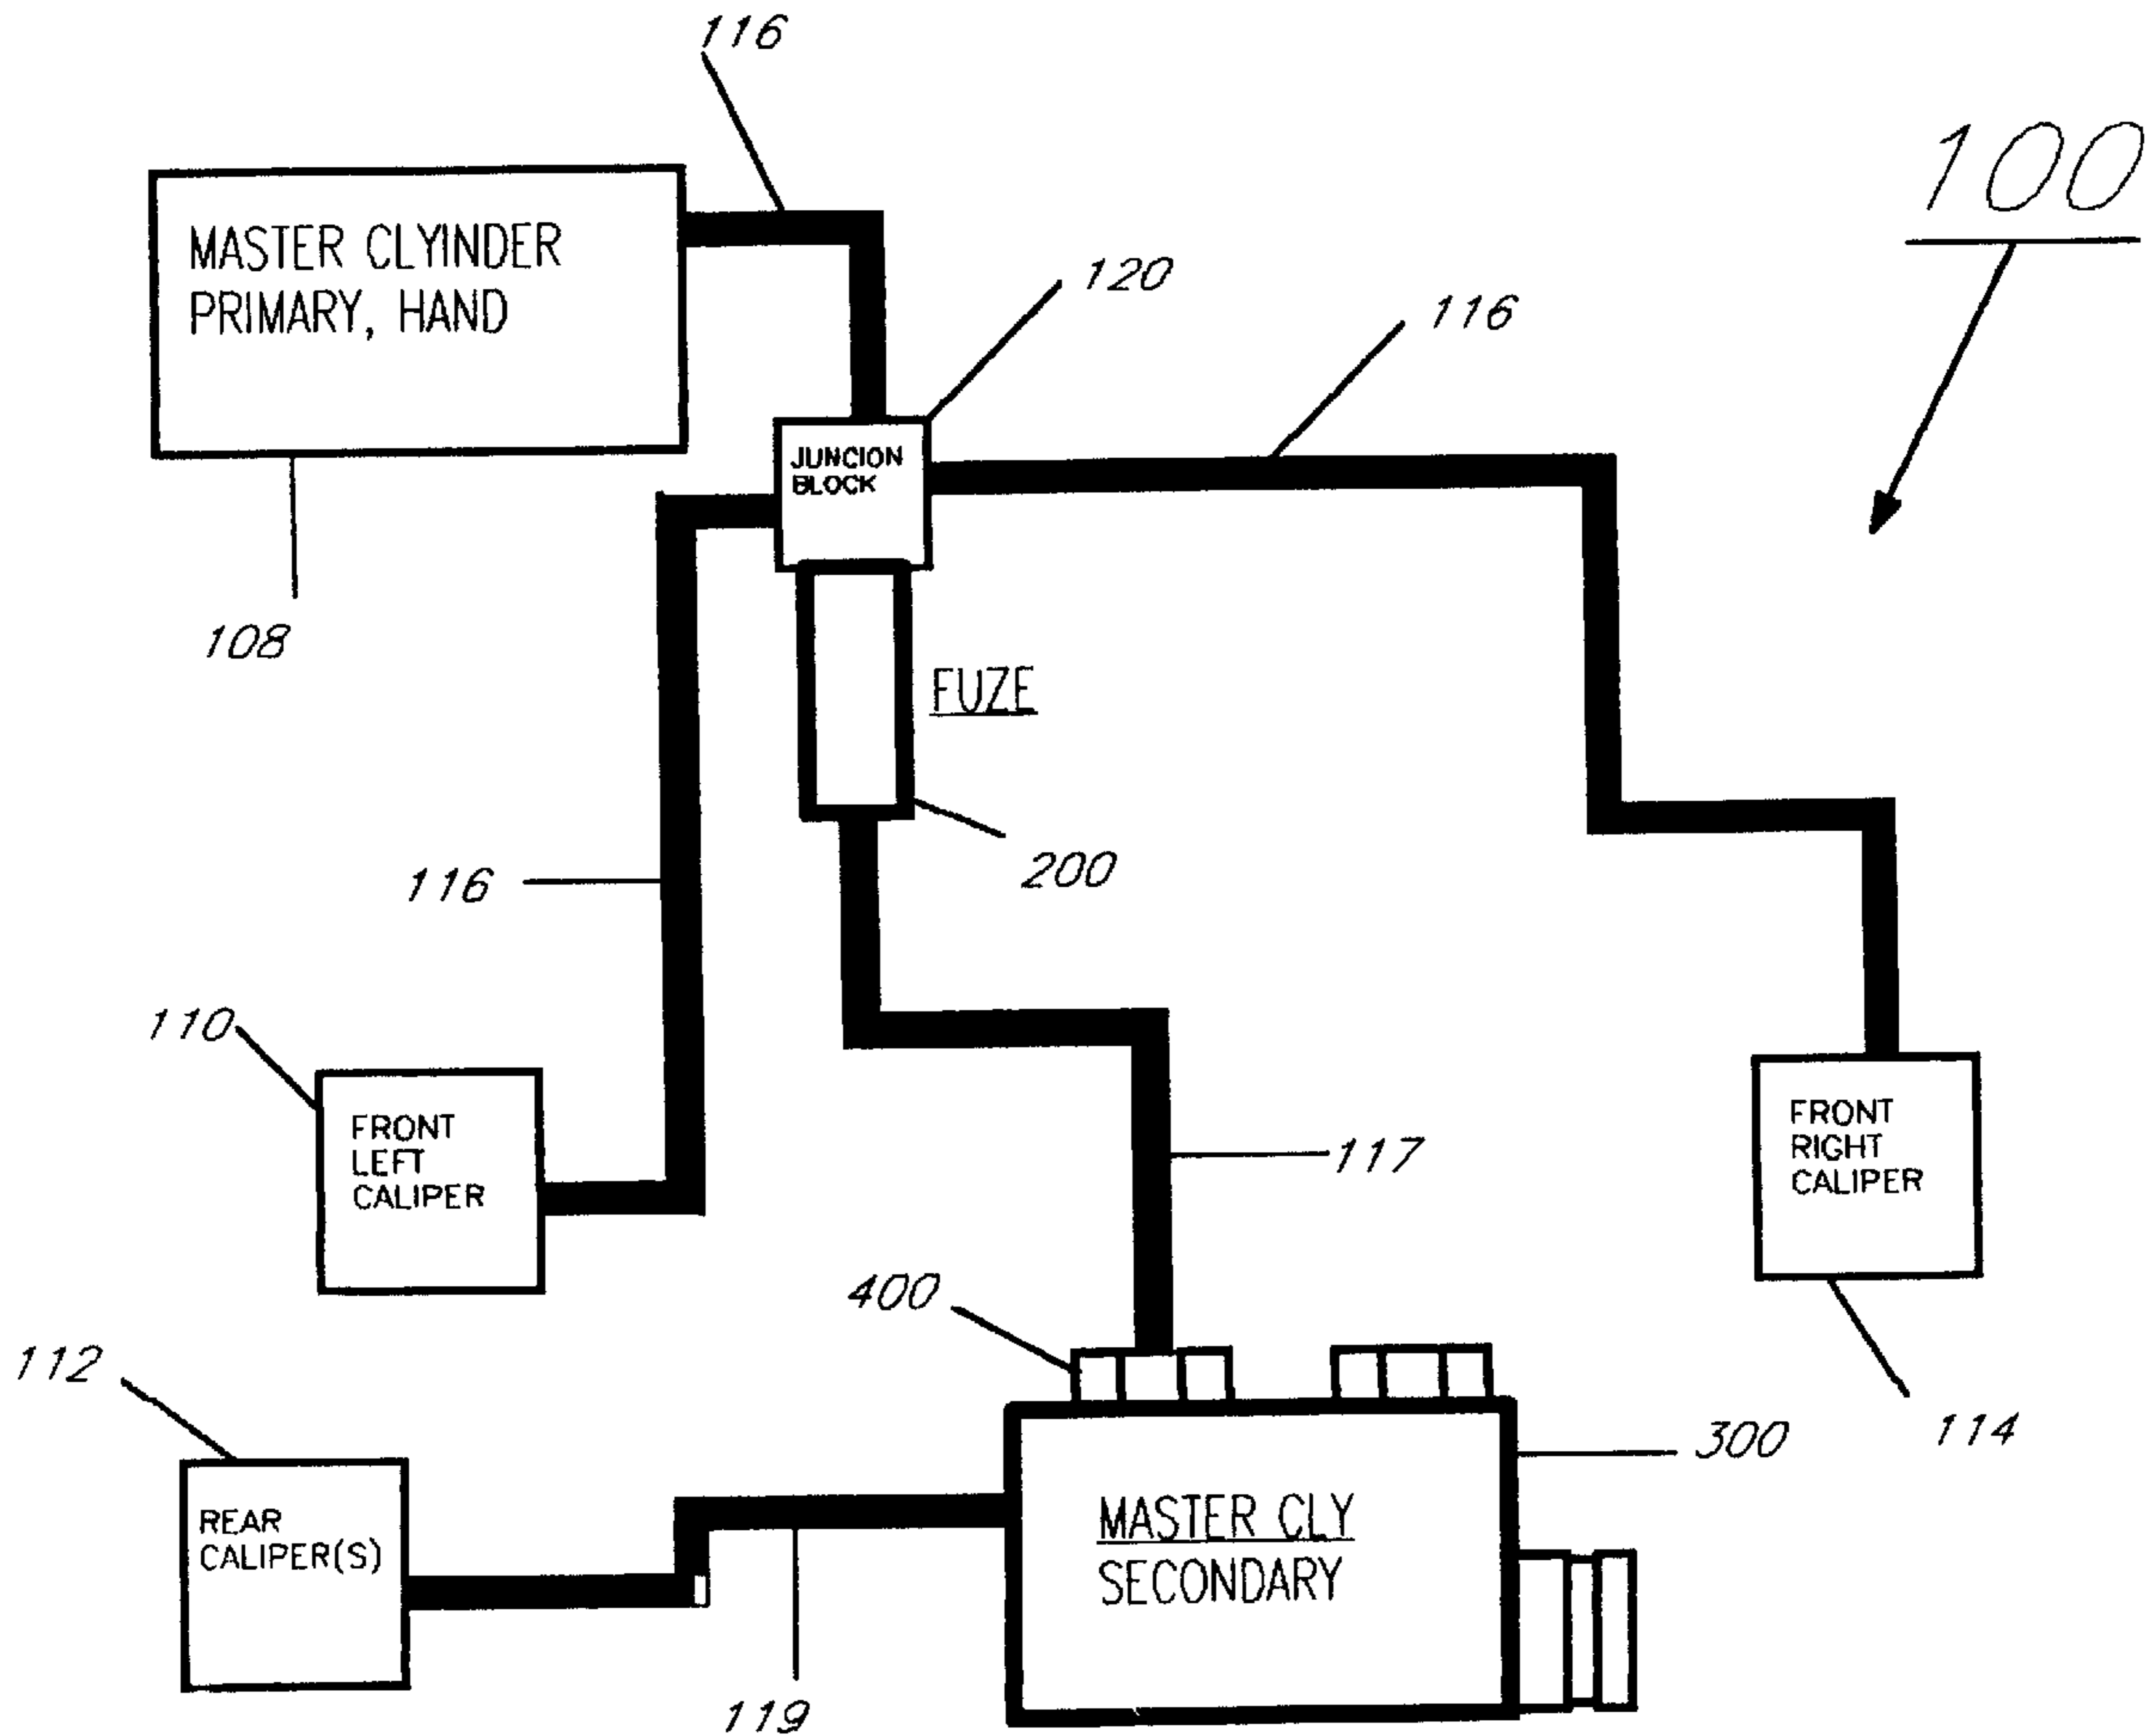 116
100
MASTER CLYINDER
PRIMARY, HAND
120
116
JUNCION
BLOCK
108
FUZE
200
116
110
FRONT
LEFT
CALIPER
FRONT
RIGHT
CALIPER
117
400
112
114
300
REAR
CALIPER(S)
MASTER CLY
SECONDARY
119